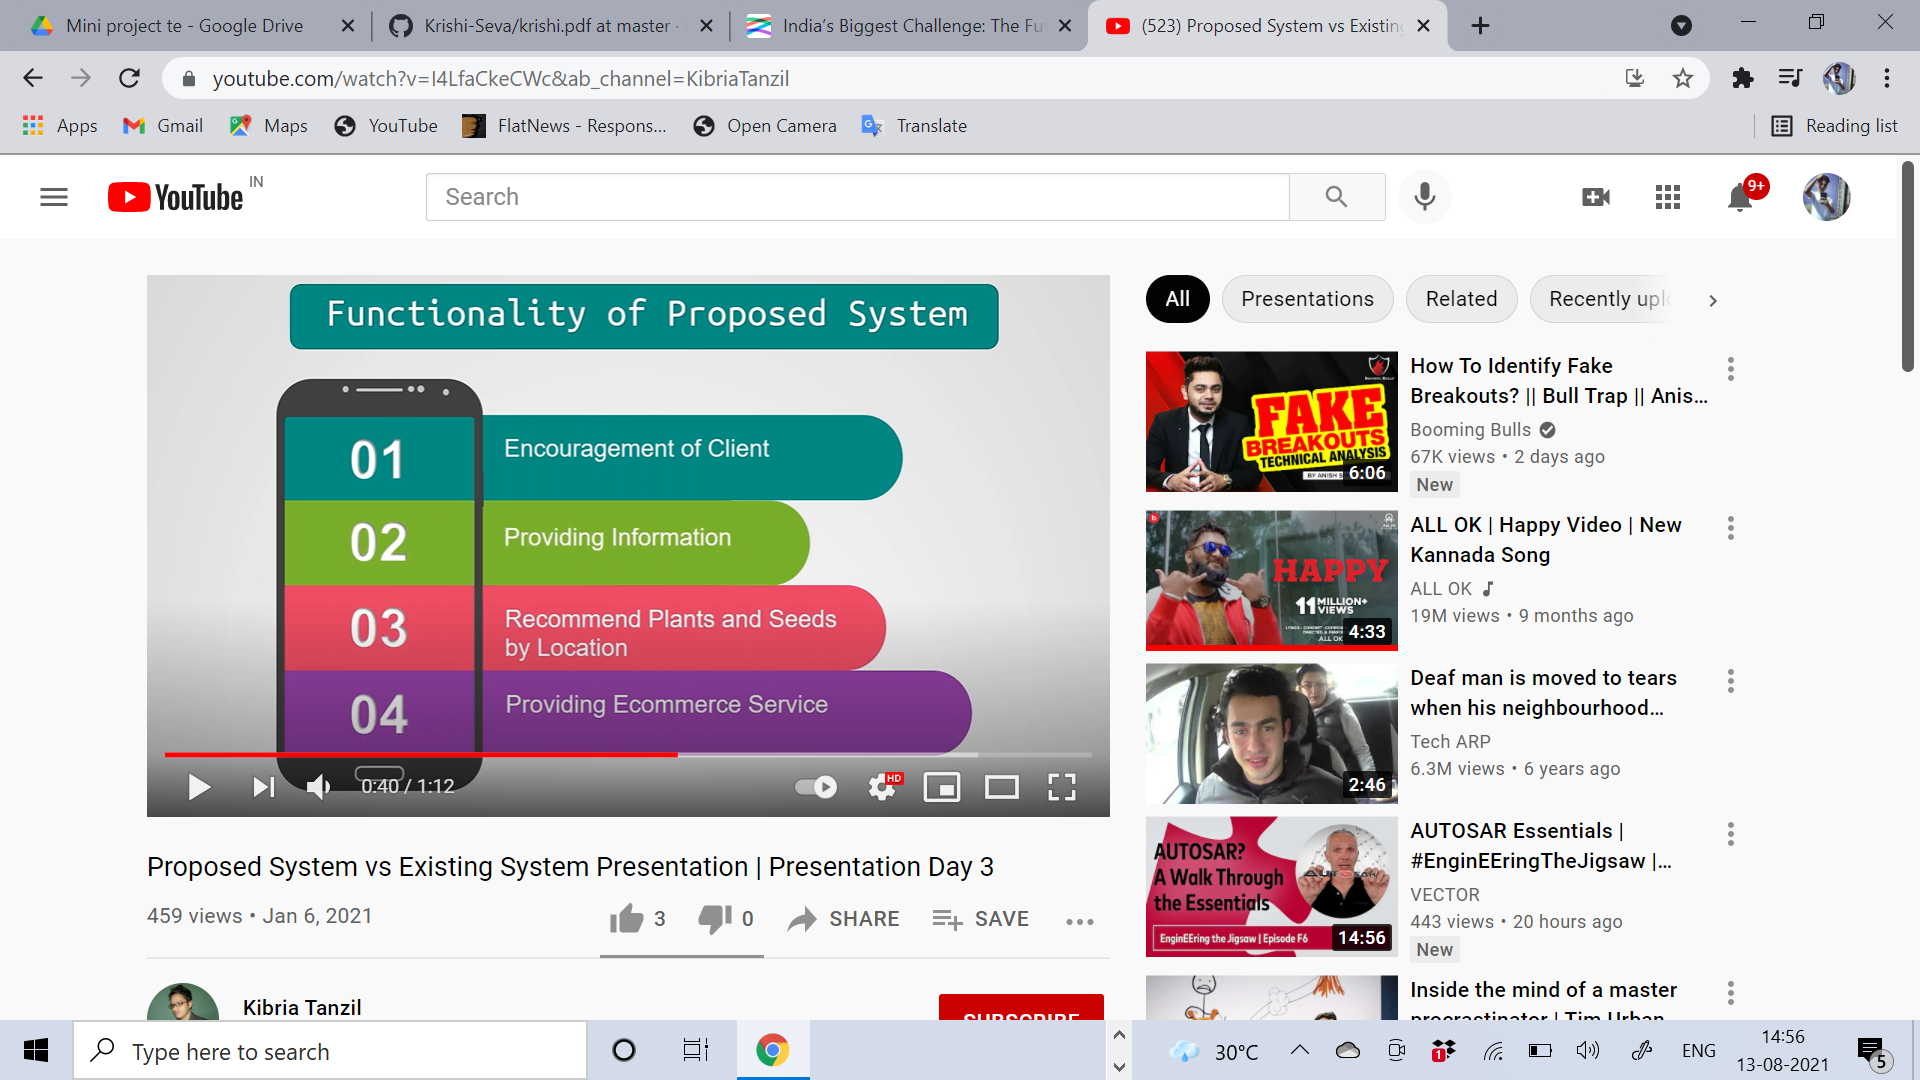 Mini project te - Google Drive
Krishi-Seva/krishi.pdf at master ·
India's Biggest Challenge: The Fu
(523) Proposed System vs Existing
youtube.com/watch?v=I4LfaCkeCWc&ab_channel=KibriaTanzil
Apps
Gmail
Maps
YouTube
FlatNews - Respons...
Open Camera
Translate
Reading list
YouTube
IN
Search
9+
Functionality of Proposed System
01
Encouragement of Client
02
Providing Information
03
Recommend Plants and Seeds
by Location
04
Providing Ecommerce Service
0:40 / 1:12
HD
Proposed System vs Existing System Presentation | Presentation Day 3
459 views • Jan 6, 2021
3
0
SHARE
SAVE
Kibria Tanzil
SUBSCRIBE
All
Presentations
Related
Recently uplo
FAKE
BREAKOUTS
TECHNICAL ANALYSIS
6:06
How To Identify Fake
Breakouts? || Bull Trap || Anis...
Booming Bulls
67K views • 2 days ago
New
HAPPY
11 MILLION+
VIEWS
ALL OK
4:33
ALL OK | Happy Video | New
Kannada Song
ALL OK
19M views • 9 months ago
2:46
Deaf man is moved to tears
when his neighbourhood...
Tech ARP
6.3M views • 6 years ago
AUTOSAR?
A Walk Through
the Essentials
AUTOSAR
EnginEEring the Jigsaw | Episode F6
14:56
AUTOSAR Essentials |
#EnginEEringTheJigsaw |...
VECTOR
443 views • 20 hours ago
New
Inside the mind of a master
procrastinator | Tim Urban
Type here to search
30°C
1
ENG
14:56
13-08-2021
5